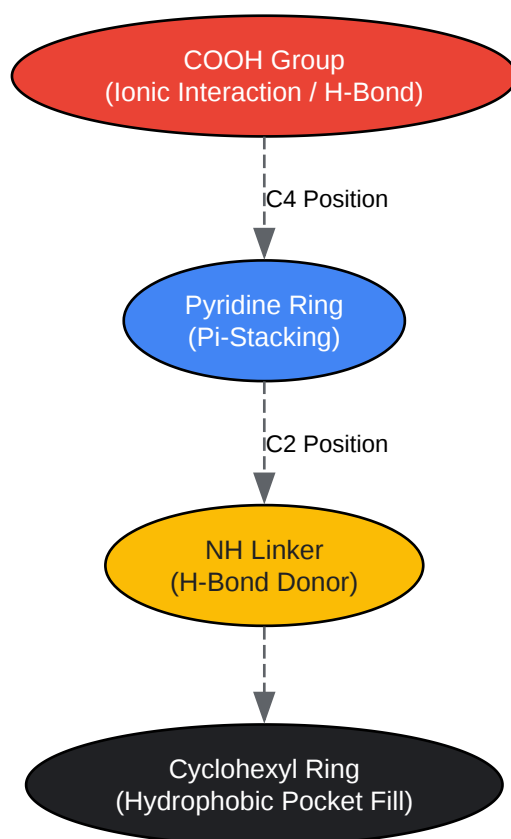 COOH Group
(Ionic Interaction / H-Bond)
C4 Position
Pyridine Ring
(Pi-Stacking)
C2 Position
NH Linker
(H-Bond Donor)
Cyclohexyl Ring
(Hydrophobic Pocket Fill)